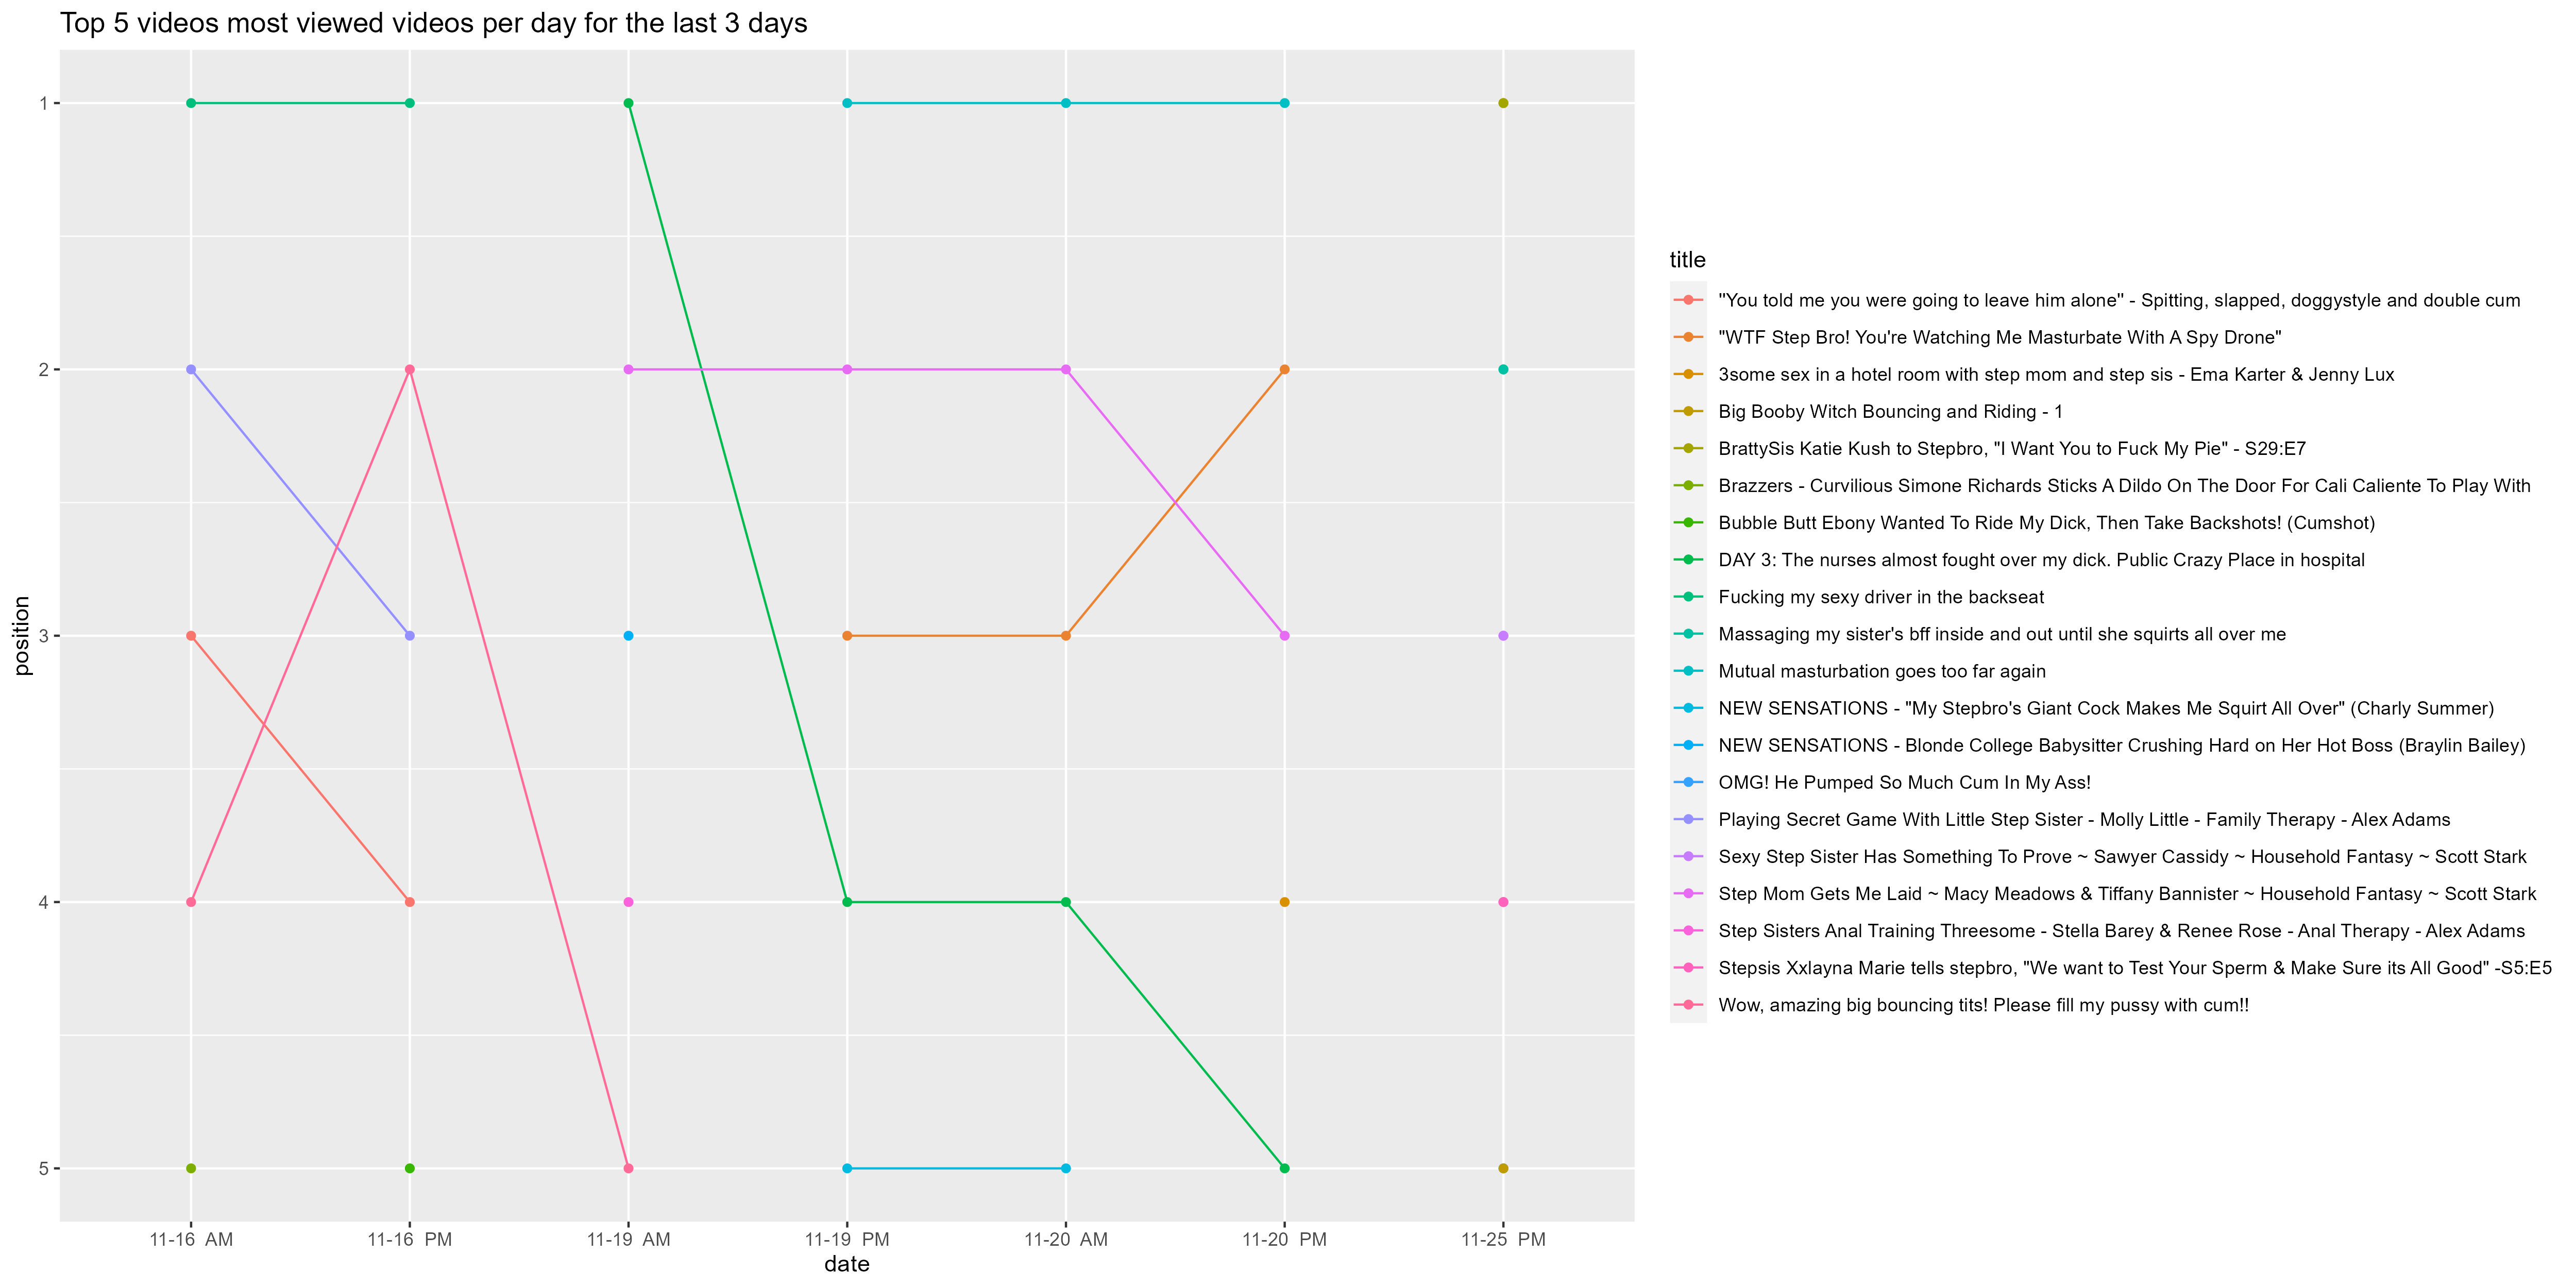 Top 5 videos most viewed videos per day for the last 3 days
position
1
2
3
4
5
11-16 AM
11-16 PM
11-19 AM
11-19 PM
11-20 AM
11-20 PM
11-25 PM
date
title
"You told me you were going to leave him alone" - Spitting, slapped, doggystyle and double cum
"WTF Step Bro! You're Watching Me Masturbate With A Spy Drone"
3some sex in a hotel room with step mom and step sis - Ema Karter & Jenny Lux
Big Booby Witch Bouncing and Riding - 1
BrattySis Katie Kush to Stepbro, "I Want You to Fuck My Pie" - S29:E7
Brazzers - Curvilious Simone Richards Sticks A Dildo On The Door For Cali Caliente To Play With
Bubble Butt Ebony Wanted To Ride My Dick, Then Take Backshots! (Cumshot)
DAY 3: The nurses almost fought over my dick. Public Crazy Place in hospital
Fucking my sexy driver in the backseat
Massaging my sister's bff inside and out until she squirts all over me
Mutual masturbation goes too far again
NEW SENSATIONS - "My Stepbro's Giant Cock Makes Me Squirt All Over" (Charly Summer)
NEW SENSATIONS - Blonde College Babysitter Crushing Hard on Her Hot Boss (Braylin Bailey)
OMG! He Pumped So Much Cum In My Ass!
Playing Secret Game With Little Step Sister - Molly Little - Family Therapy - Alex Adams
Sexy Step Sister Has Something To Prove ~ Sawyer Cassidy ~ Household Fantasy ~ Scott Stark
Step Mom Gets Me Laid ~ Macy Meadows & Tiffany Bannister ~ Household Fantasy ~ Scott Stark
Step Sisters Anal Training Threesome - Stella Barey & Renee Rose - Anal Therapy - Alex Adams
Stepsis Xxlayna Marie tells stepbro, "We want to Test Your Sperm & Make Sure its All Good" -S5:E5
Wow, amazing big bouncing tits! Please fill my pussy with cum!!